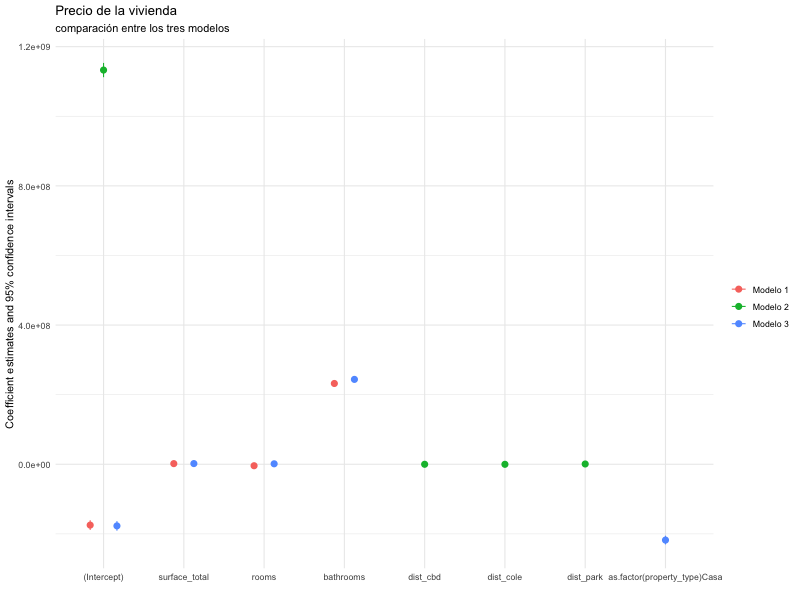 Precio de la vivienda
comparación entre los tres modelos
Coefficient estimates and 95% confidence intervals
1.2e+09
8.0e+08
4.0e+08
0.0e+00
(Intercept)
surface_total
rooms
bathrooms
dist_cbd
dist_cole
dist_park
as.factor(property_type)Casa
Modelo 1
Modelo 2
Modelo 3